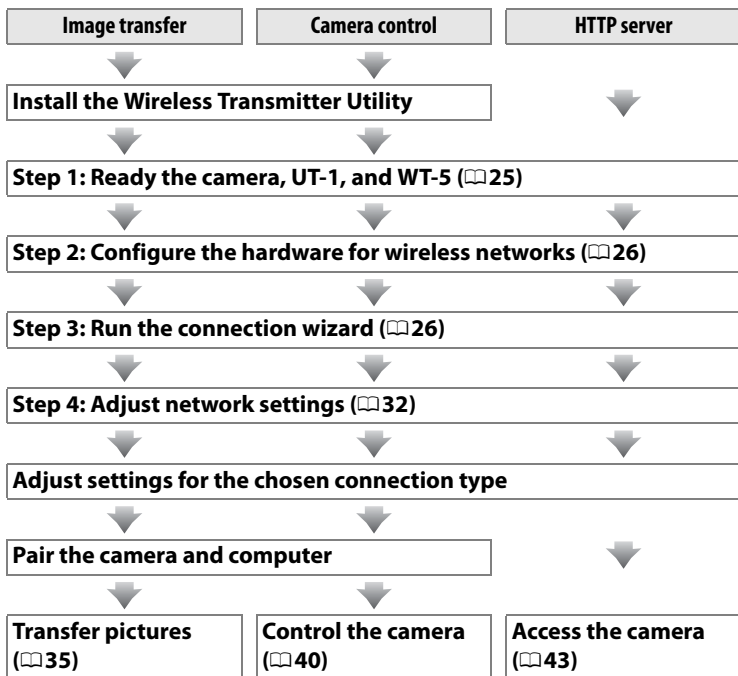 Image transfer
Camera control
HTTP server
Install the Wireless Transmitter Utility
Step 1: Ready the camera, UT-1, and WT-5 (📖25)
Step 2: Configure the hardware for wireless networks (📖26)
Step 3: Run the connection wizard (📖26)
Step 4: Adjust network settings (📖32)
Adjust settings for the chosen connection type
Pair the camera and computer
Transfer pictures
(📖35)
Control the camera
(📖40)
Access the camera
(📖43)